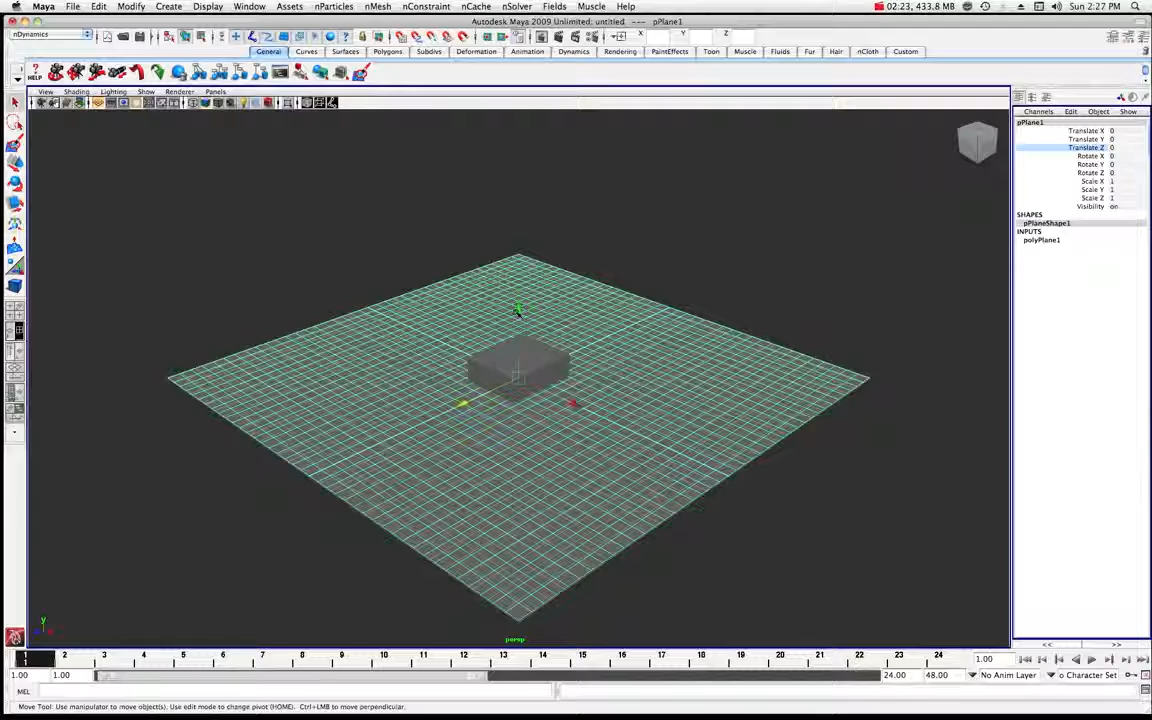 Maya File Edit Modify Create Display Window Assets nParticles nMesh nConstraint nCache nSolver Fields Muscle Help 02:23, 433.8 MB Sun 2:27 PM
Autodesk Maya 2009 Unlimited: untitled --- pPlane1
nDynamics
X Y Z
General Curves Surfaces Polygons Subdivs Deformation Animation Dynamics Rendering PaintEffects Toon Muscle Fluids Fur Hair nCloth Custom
HELP
View Shading Lighting Show Renderer Panels
Channels Edit Object Show
pPlane1
Translate X 0
Translate Y 0
Translate Z 0
Rotate X 0
Rotate Y 0
Rotate Z 0
Scale X 1
Scale Y 1
Scale Z 1
Visibility on
SHAPES
pPlaneShape1
INPUTS
polyPlane1
y
persp
<< >>
1 2 3 4 5 6 7 8 9 10 11 12 13 14 15 16 17 18 19 20 21 22 23 24
1
1.00
1.00 1.00 24.00 48.00 No Anim Layer o Character Set
MEL
Move Tool: Use manipulator to move object(s). Use edit mode to change pivot (HOME). Ctrl+LMB to move perpendicular.